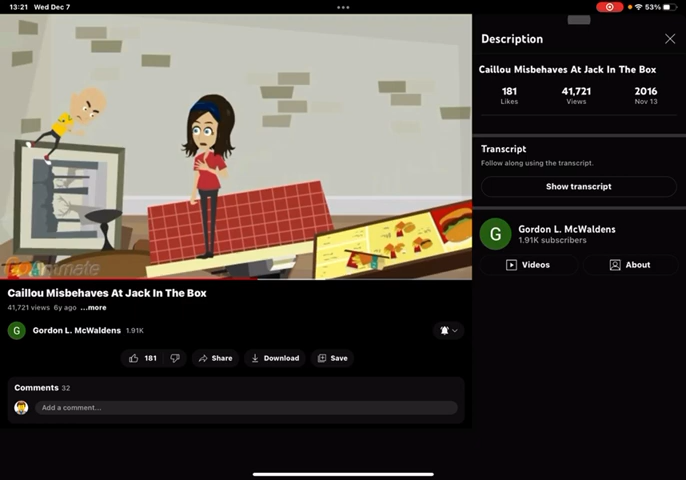 13:21 Wed Dec 7
53%
GoAnimate
Caillou Misbehaves At Jack In The Box
41,721 views 6y ago ...more
G Gordon L. McWaldens 1.91K
181 Share Download Save
Comments 32
Add a comment...
Description
Caillou Misbehaves At Jack In The Box
181 41,721 2016
Likes Views Nov 13
Transcript
Follow along using the transcript.
Show transcript
G Gordon L. McWaldens
1.91K subscribers
Videos About